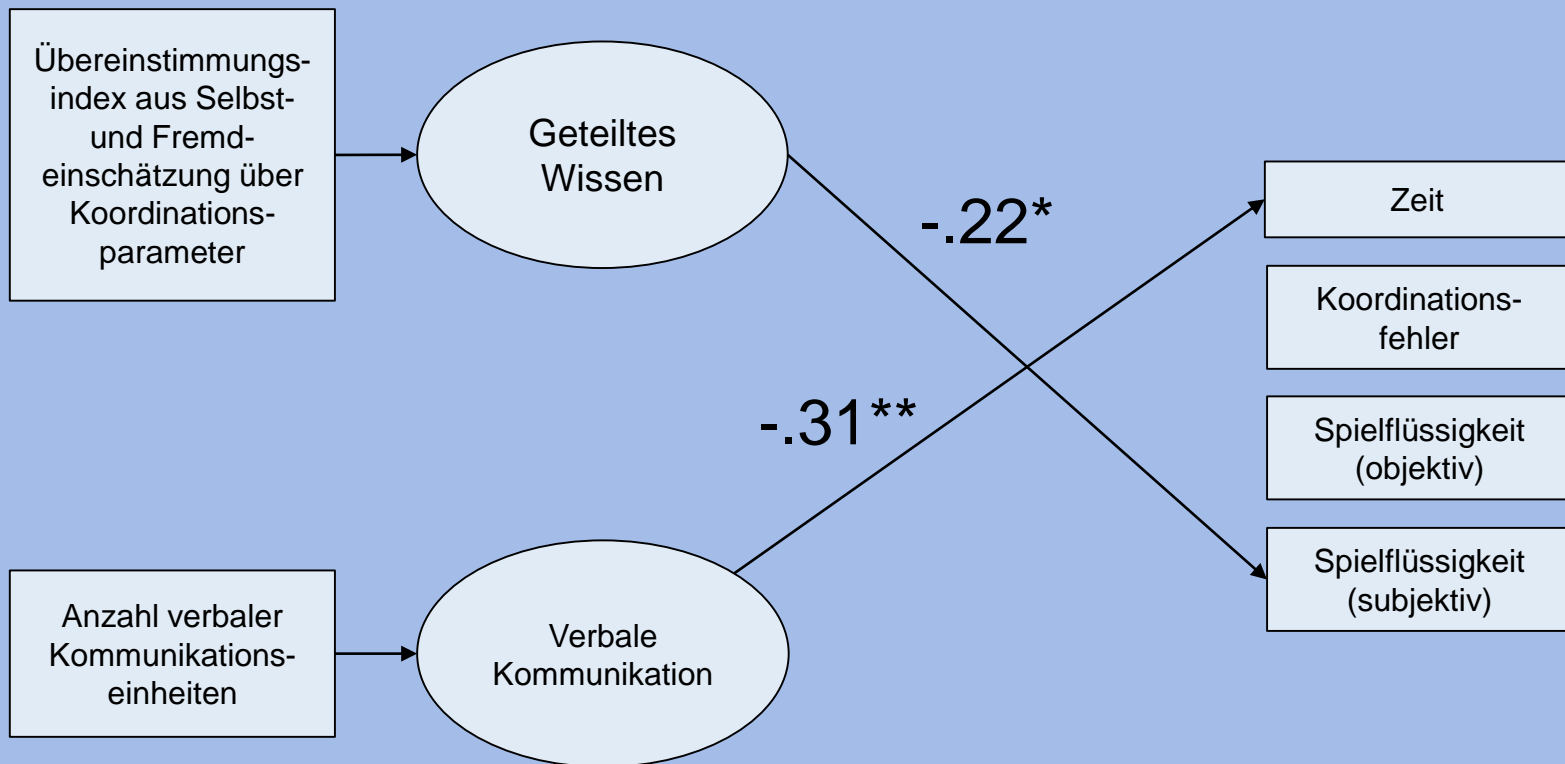 Übereinstimmungs-
index aus Selbst-
und Fremd-
einschätzung über
Koordinations-
parameter
Geteiltes
Wissen
-.22*
Zeit
Koordinations-
fehler
-.31**
Spielflüssigkeit
(objektiv)
Spielflüssigkeit
(subjektiv)
Anzahl verbaler
Kommunikations-
einheiten
Verbale
Kommunikation